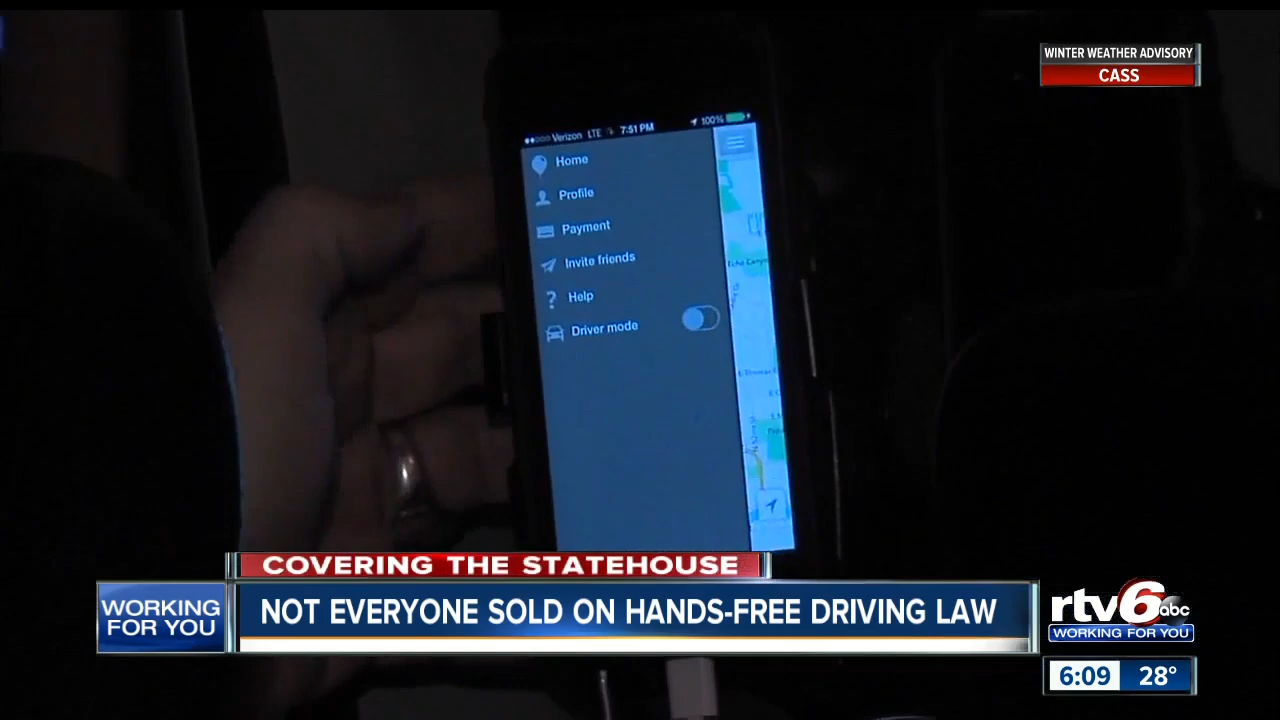 WINTER WEATHER ADVISORY
CASS
Verizon LTE 7:51 PM 100%
Home
Profile
Payment
Invite friends
Help
Driver mode
COVERING THE STATEHOUSE
WORKING
FOR YOU
NOT EVERYONE SOLD ON HANDS-FREE DRIVING LAW
rtv6 abc
WORKING FOR YOU
6:09 28°